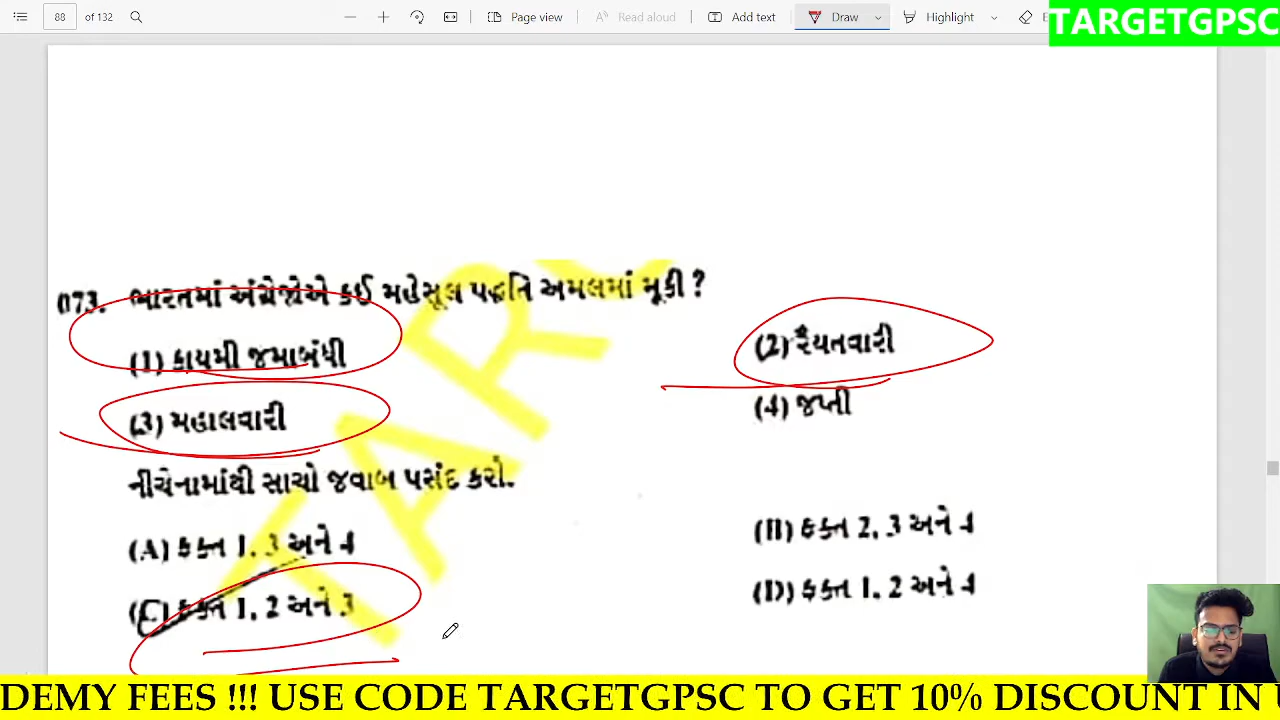 88 of 132 Page view Read aloud Add text Draw Highlight
TARGETGPSC
073. ભારતમાં અંગ્રેજોએ કઈ મહેસૂલ પદ્ધતિ અમલમાં મૂકી ?
(1) કાયમી જમાબંધી (2) રૈયતવારી
(3) મહાલવારી (4) જપ્તી
નીચેનામાંથી સાચો જવાબ પસંદ કરો.
(A) ફક્ત 1, 3 અને 4 (B) ફક્ત 2, 3 અને 4
(C) ફક્ત 1, 2 અને 3 (D) ફક્ત 1, 2 અને 4
TAR
DEMY FEES !!! USE CODE TARGETGPSC TO GET 10% DISCOUNT IN